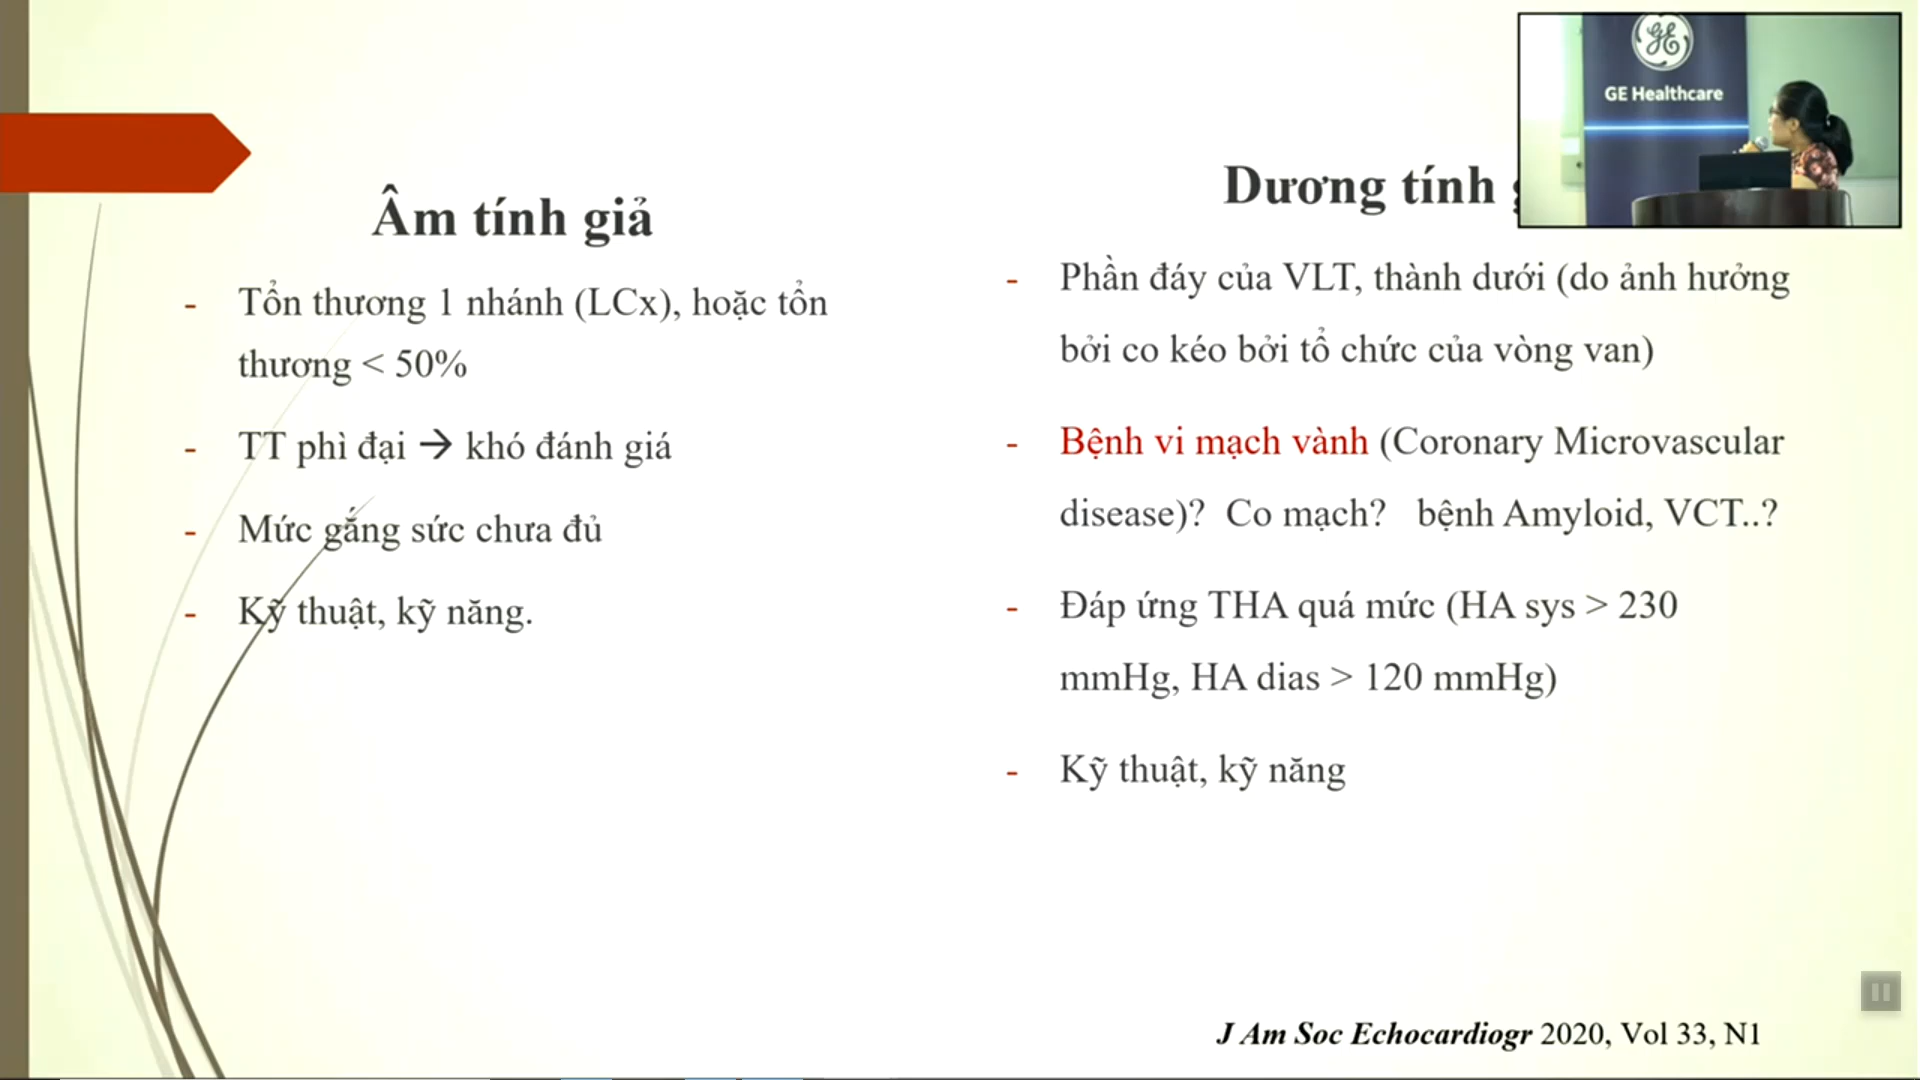 GE Healthcare
Âm tính giả
- Tổn thương 1 nhánh (LCx), hoặc tổn
thương < 50%
- TT phì đại → khó đánh giá
- Mức gắng sức chưa đủ
- Kỹ thuật, kỹ năng.
Dương tính
- Phần đáy của VLT, thành dưới (do ảnh hưởng
bởi co kéo bởi tổ chức của vòng van)
- Bệnh vi mạch vành (Coronary Microvascular
disease)? Co mạch? bệnh Amyloid, VCT..?
- Đáp ứng THA quá mức (HA sys > 230
mmHg, HA dias > 120 mmHg)
- Kỹ thuật, kỹ năng
J Am Soc Echocardiogr 2020, Vol 33, N1